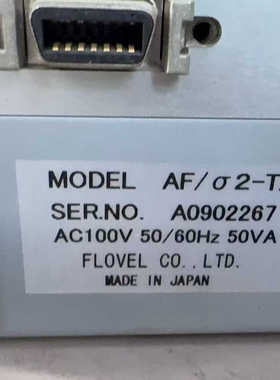 MODEL AF/σ2-T
SER.NO. A0902267
AC100V 50/60Hz 50VA
FLOVEL CO.,LTD.
MADE IN JAPAN